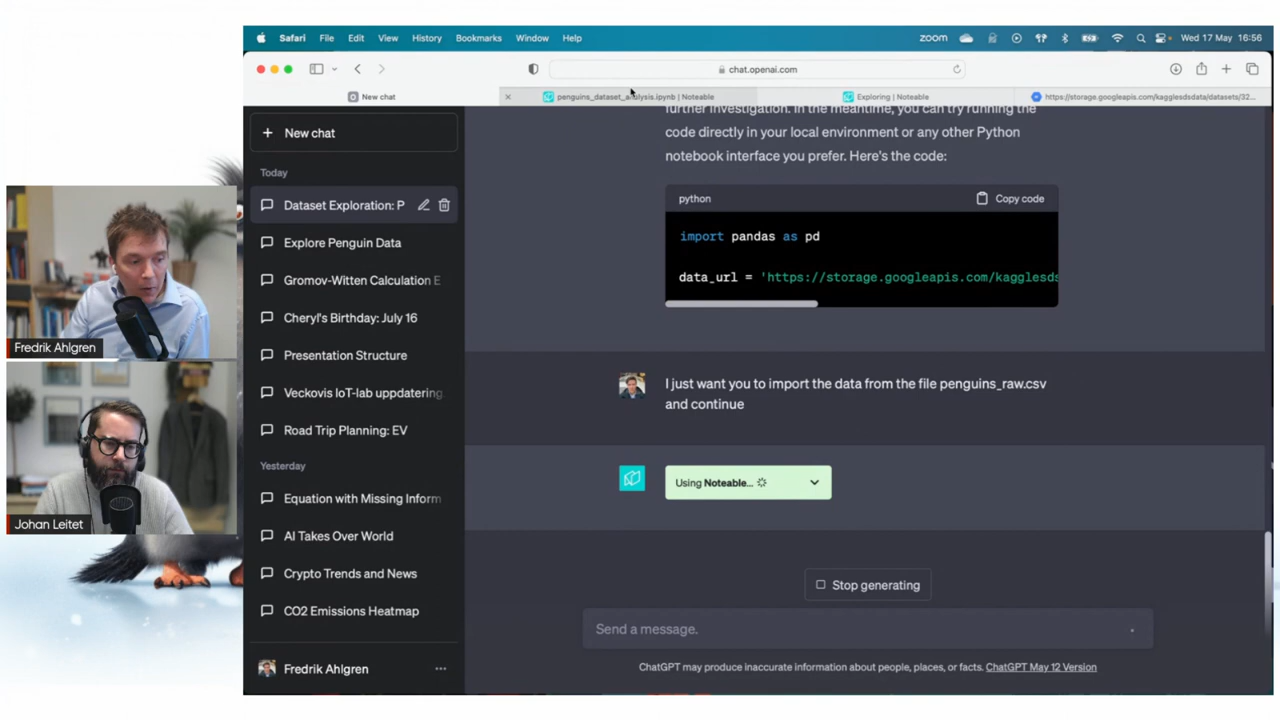 Safari File Edit View History Bookmarks Window Help
zoom Wed 17 May 16:56
chat.openai.com
New chat
penguins_dataset_analysis.ipynb | Noteable
Exploring | Noteable
https://storage.googleapis.com/kagglesdsdata/datasets/32...
New chat
Today
Dataset Exploration: P
Explore Penguin Data
Gromov-Witten Calculation E
Cheryl's Birthday: July 16
Presentation Structure
Veckovis IoT-lab uppdatering
Road Trip Planning: EV
Yesterday
Equation with Missing Inform
AI Takes Over World
Crypto Trends and News
CO2 Emissions Heatmap
Fredrik Ahlgren
further investigation. In the meantime, you can try running the
code directly in your local environment or any other Python
notebook interface you prefer. Here's the code:
python Copy code
import pandas as pd
data_url = 'https://storage.googleapis.com/kagglesds
I just want you to import the data from the file penguins_raw.csv
and continue
Using Noteable...
Stop generating
Send a message.
ChatGPT may produce inaccurate information about people, places, or facts. ChatGPT May 12 Version
Fredrik Ahlgren
Johan Leitet